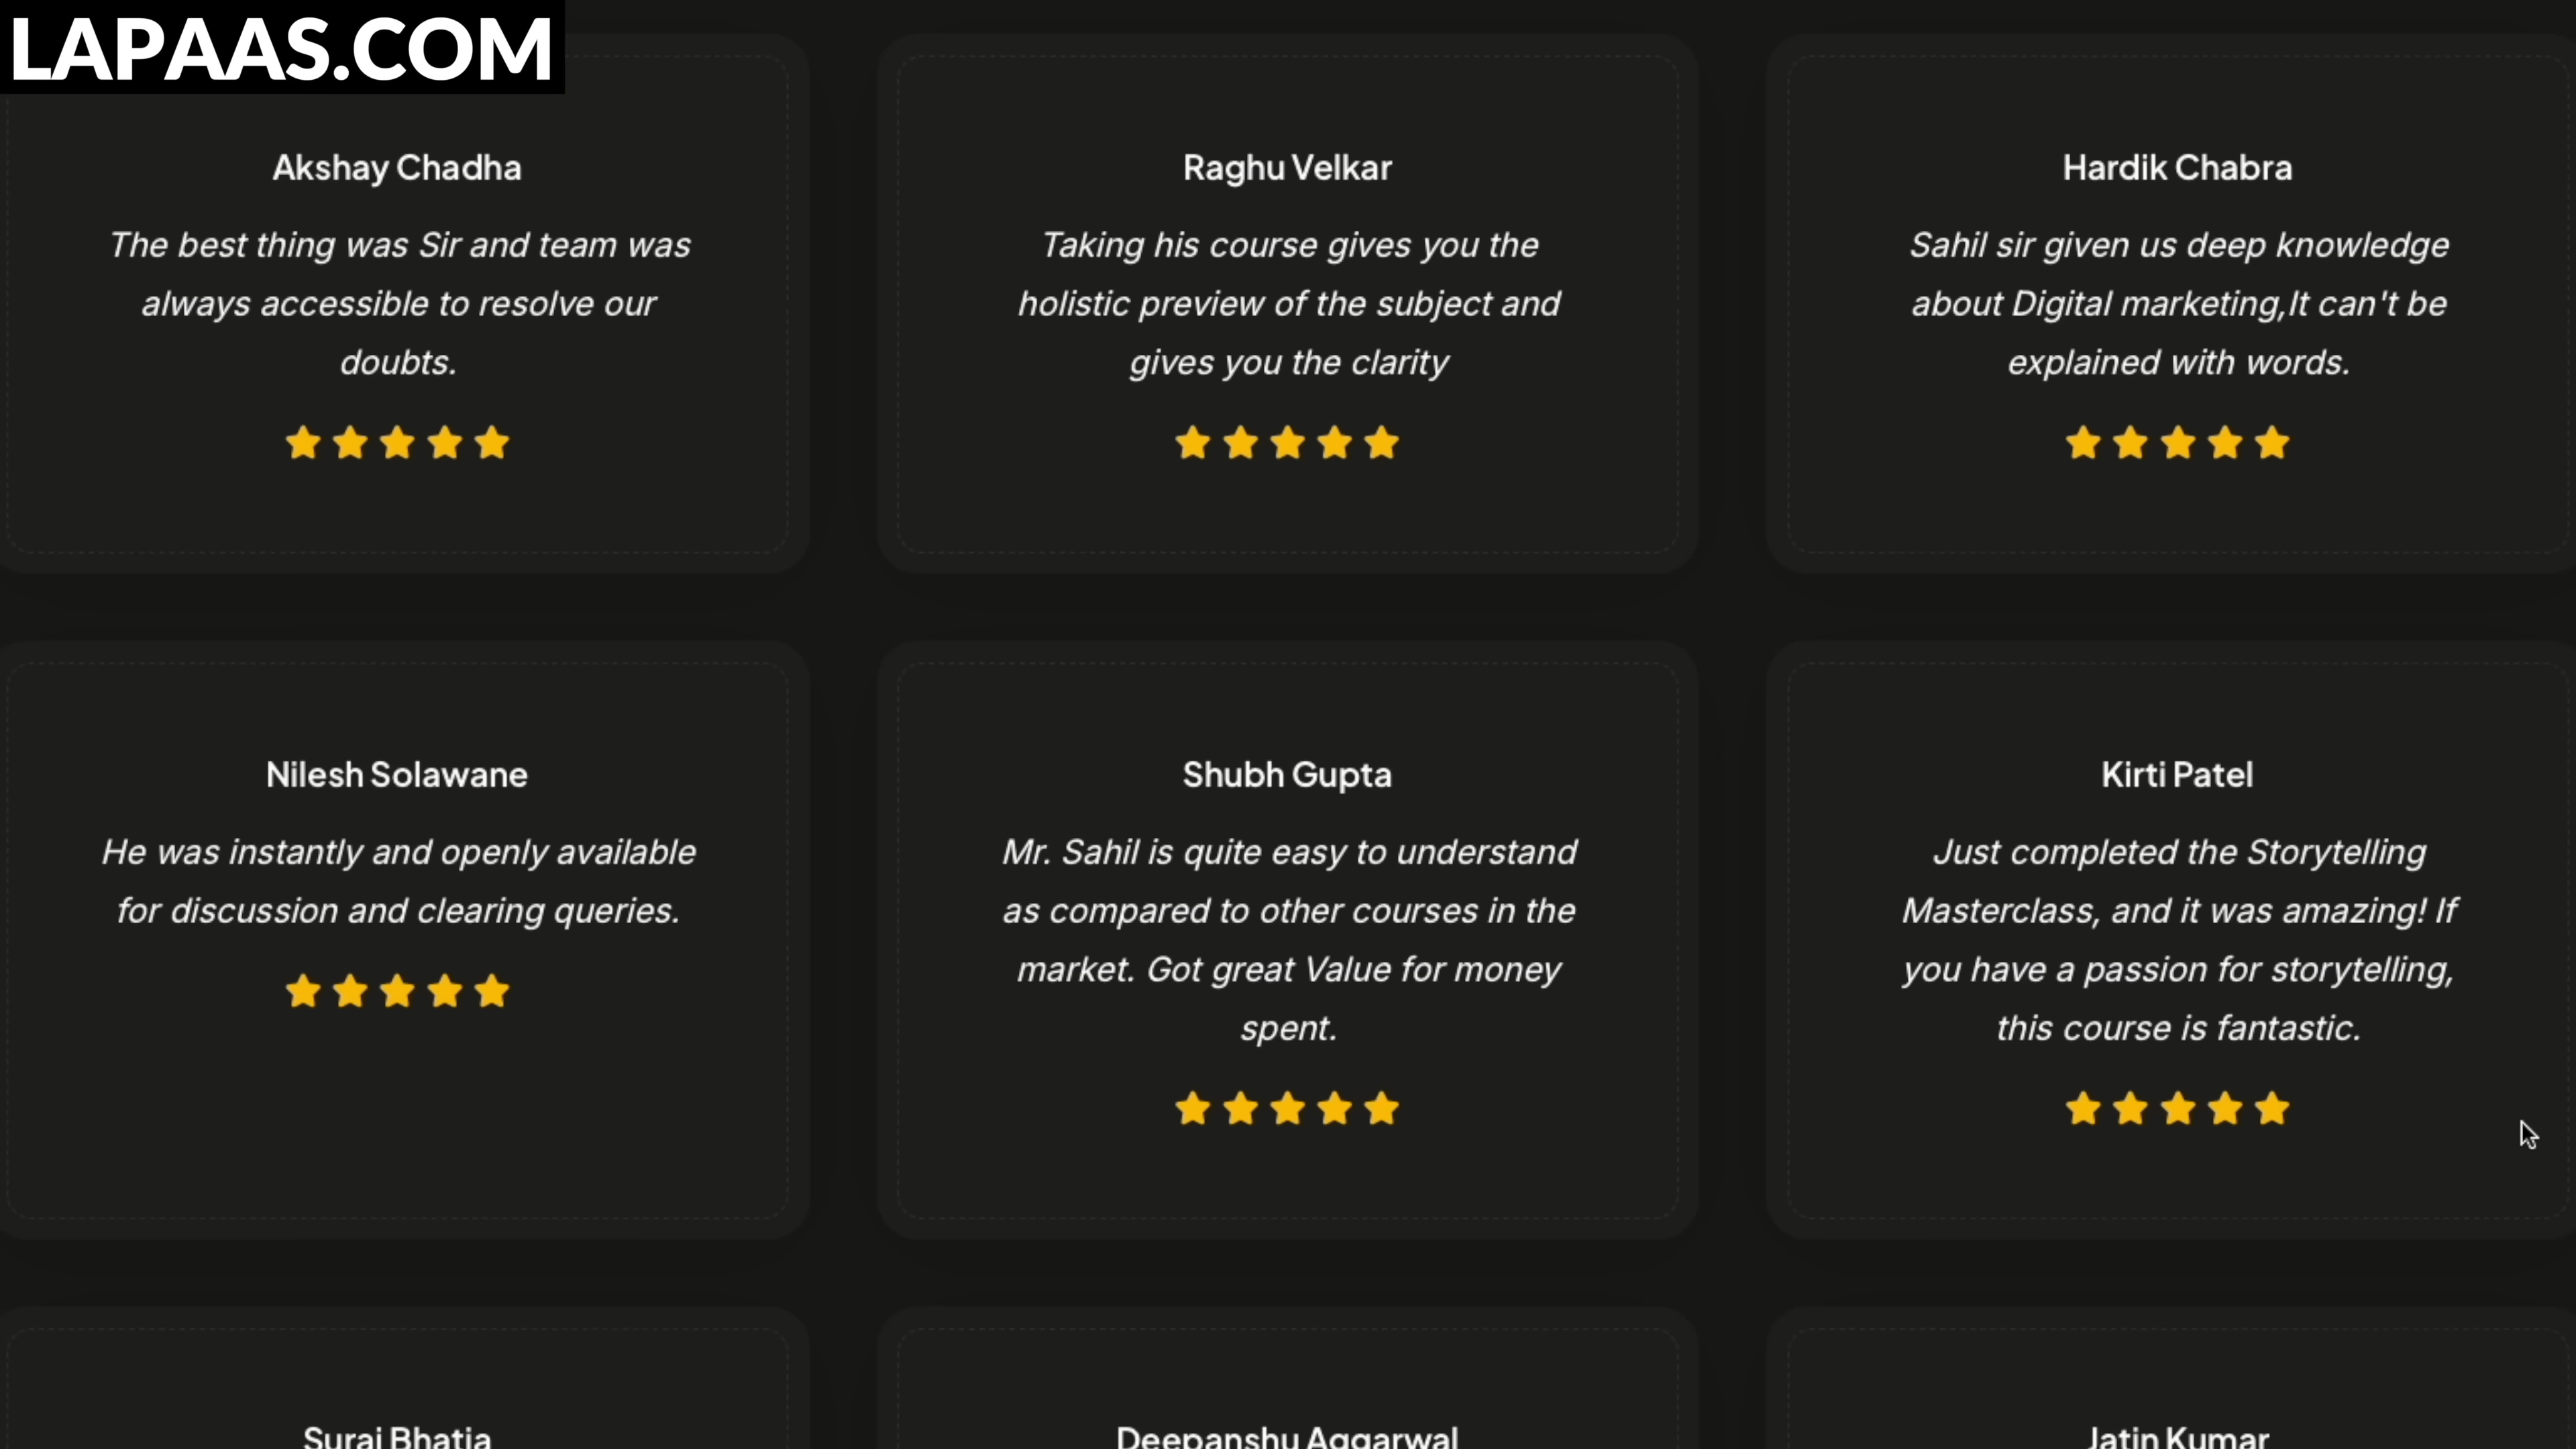 LAPAAS.COM
Akshay Chadha
The best thing was Sir and team was
always accessible to resolve our
doubts.
Raghu Velkar
Taking his course gives you the
holistic preview of the subject and
gives you the clarity
Hardik Chabra
Sahil sir given us deep knowledge
about Digital marketing,It can't be
explained with words.
Nilesh Solawane
He was instantly and openly available
for discussion and clearing queries.
Shubh Gupta
Mr. Sahil is quite easy to understand
as compared to other courses in the
market. Got great Value for money
spent.
Kirti Patel
Just completed the Storytelling
Masterclass, and it was amazing! If
you have a passion for storytelling,
this course is fantastic.
Suraj Bhatia
Deepanshu Aggarwal
Jatin Kumar